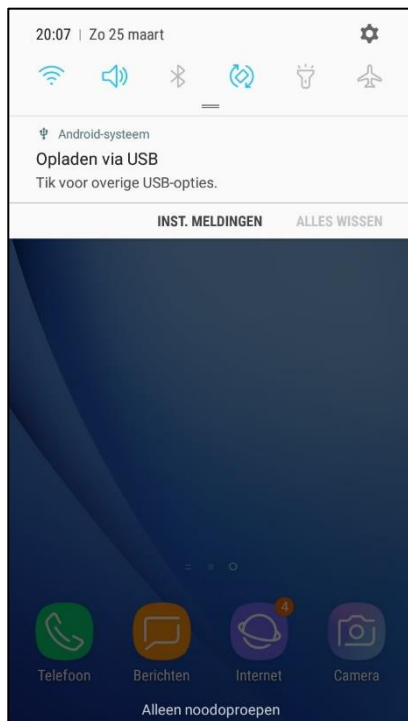 20:07 | Zo 25 maart
Android-systeem
Opladen via USB
Tik voor overige USB-opties.
INST. MELDINGEN ALLES WISSEN
4
Telefoon Berichten Internet Camera
Alleen noodoproepen